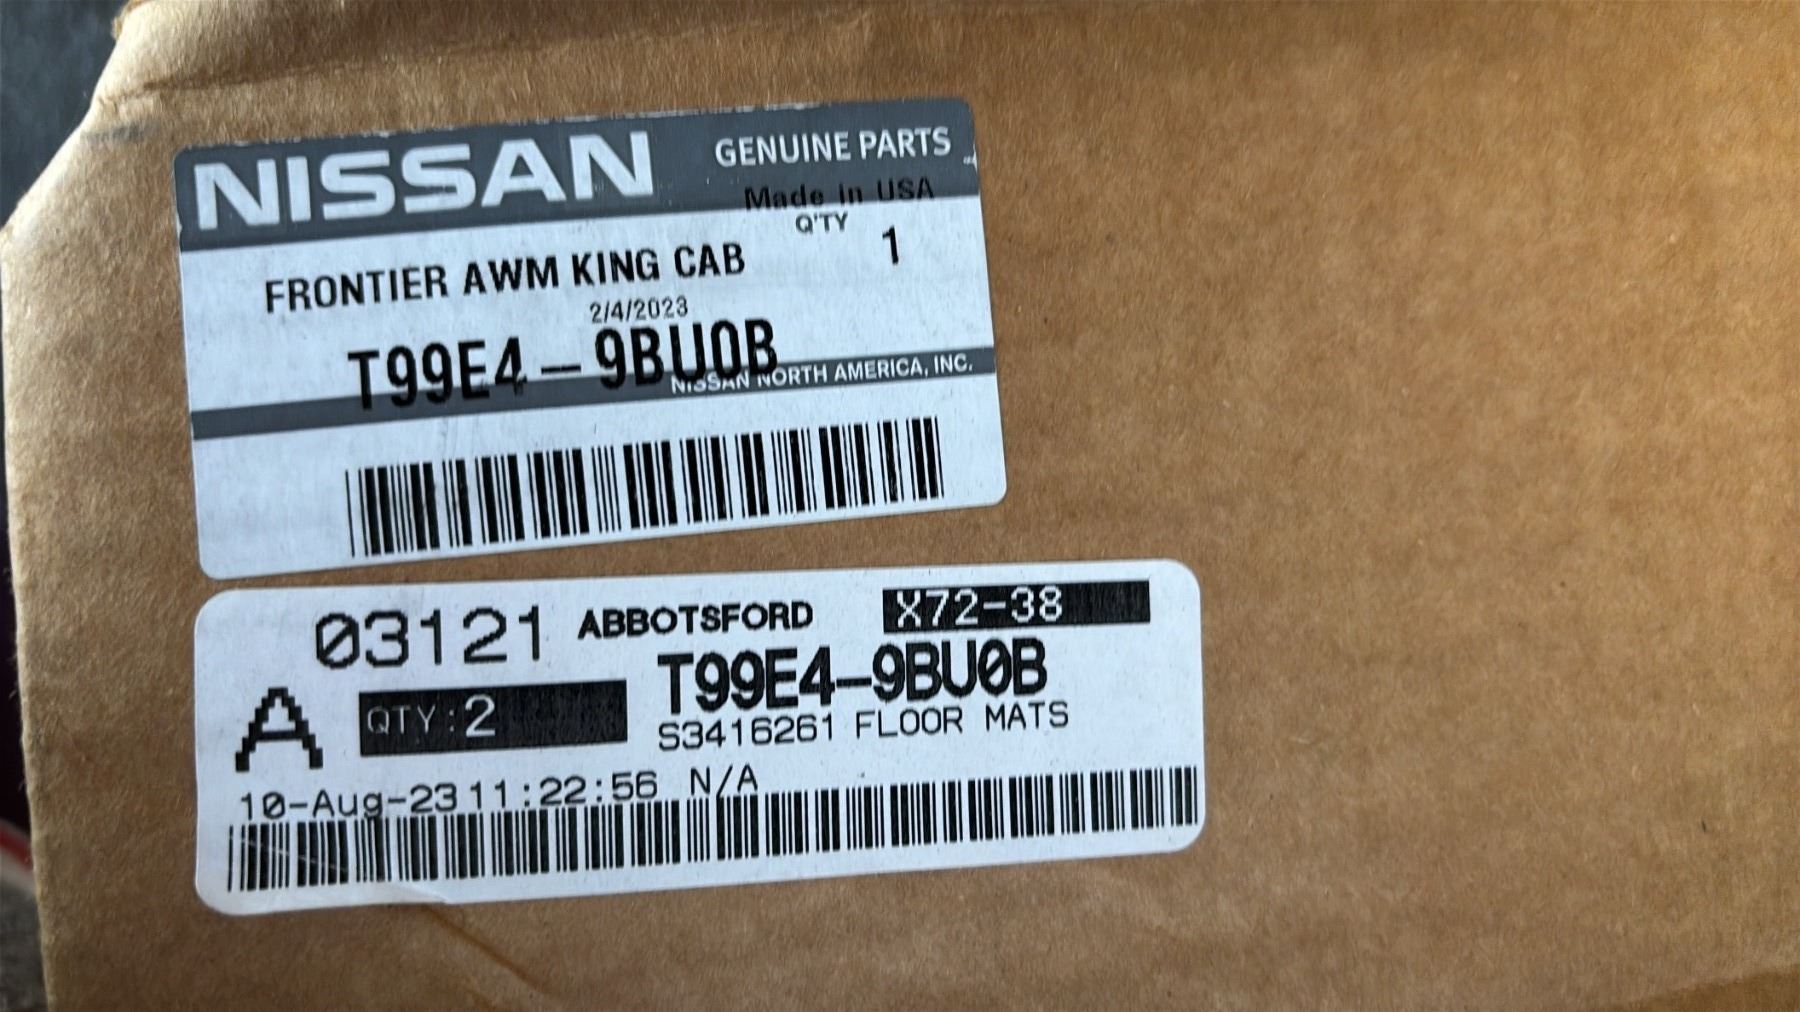 NISSAN GENUINE PARTS
Made in USA
Q'TY 1
FRONTIER AWM KING CAB
2/4/2023
T99E4-9BU0B
NISSAN NORTH AMERICA, INC.
03121 ABBOTSFORD X72-38
T99E4-9BU0B
A QTY:2
S3416261 FLOOR MATS
10-Aug-23 11:22:56 N/A